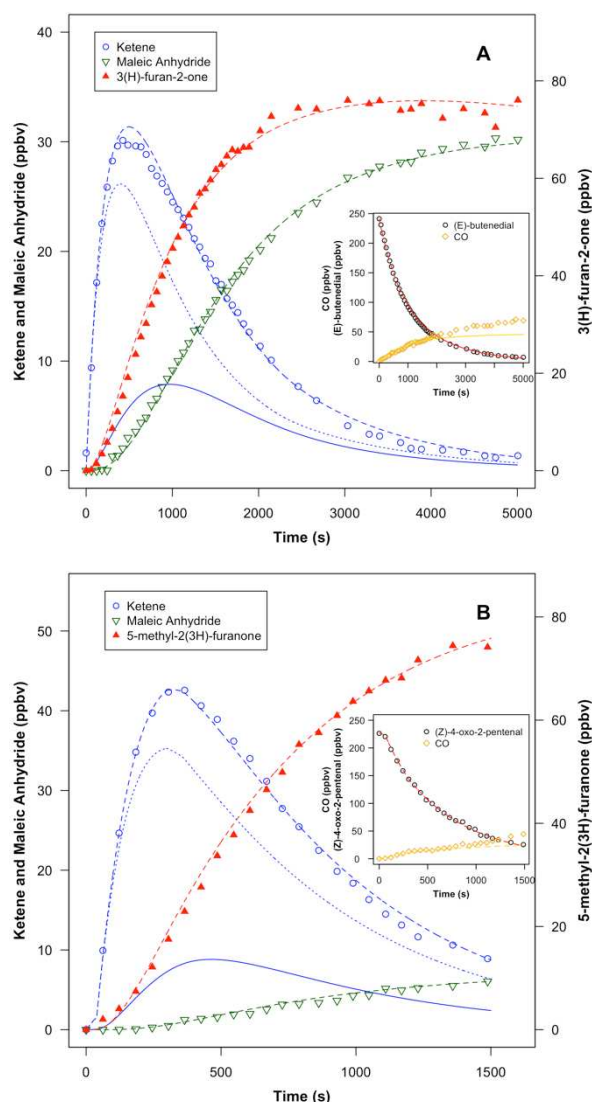 A
Ketene
Maleic Anhydride
3(H)-furan-2-one
Ketene and Maleic Anhydride (ppbv)
40
30
20
10
0
3(H)-furan-2-one (ppbv)
80
60
40
20
0
0 1000 2000 3000 4000 5000
Time (s)
(E)-butenedial
CO
CO (ppbv)
(E)-butenedial (ppbv)
250
200
150
100
50
0
0 1000 3000 5000
Time (s)
B
Ketene
Maleic Anhydride
5-methyl-2(3H)-furanone
Ketene and Maleic Anhydride (ppbv)
50
40
30
20
10
0
5-methyl-2(3H)-furanone (ppbv)
80
60
40
20
0
0 500 1000 1500
Time (s)
(Z)-4-oxo-2-pentenal
CO
CO (ppbv)
(Z)-4-oxo-2-pentenal (ppbv)
250
200
150
100
50
0
0 500 1000 1500
Time (s)